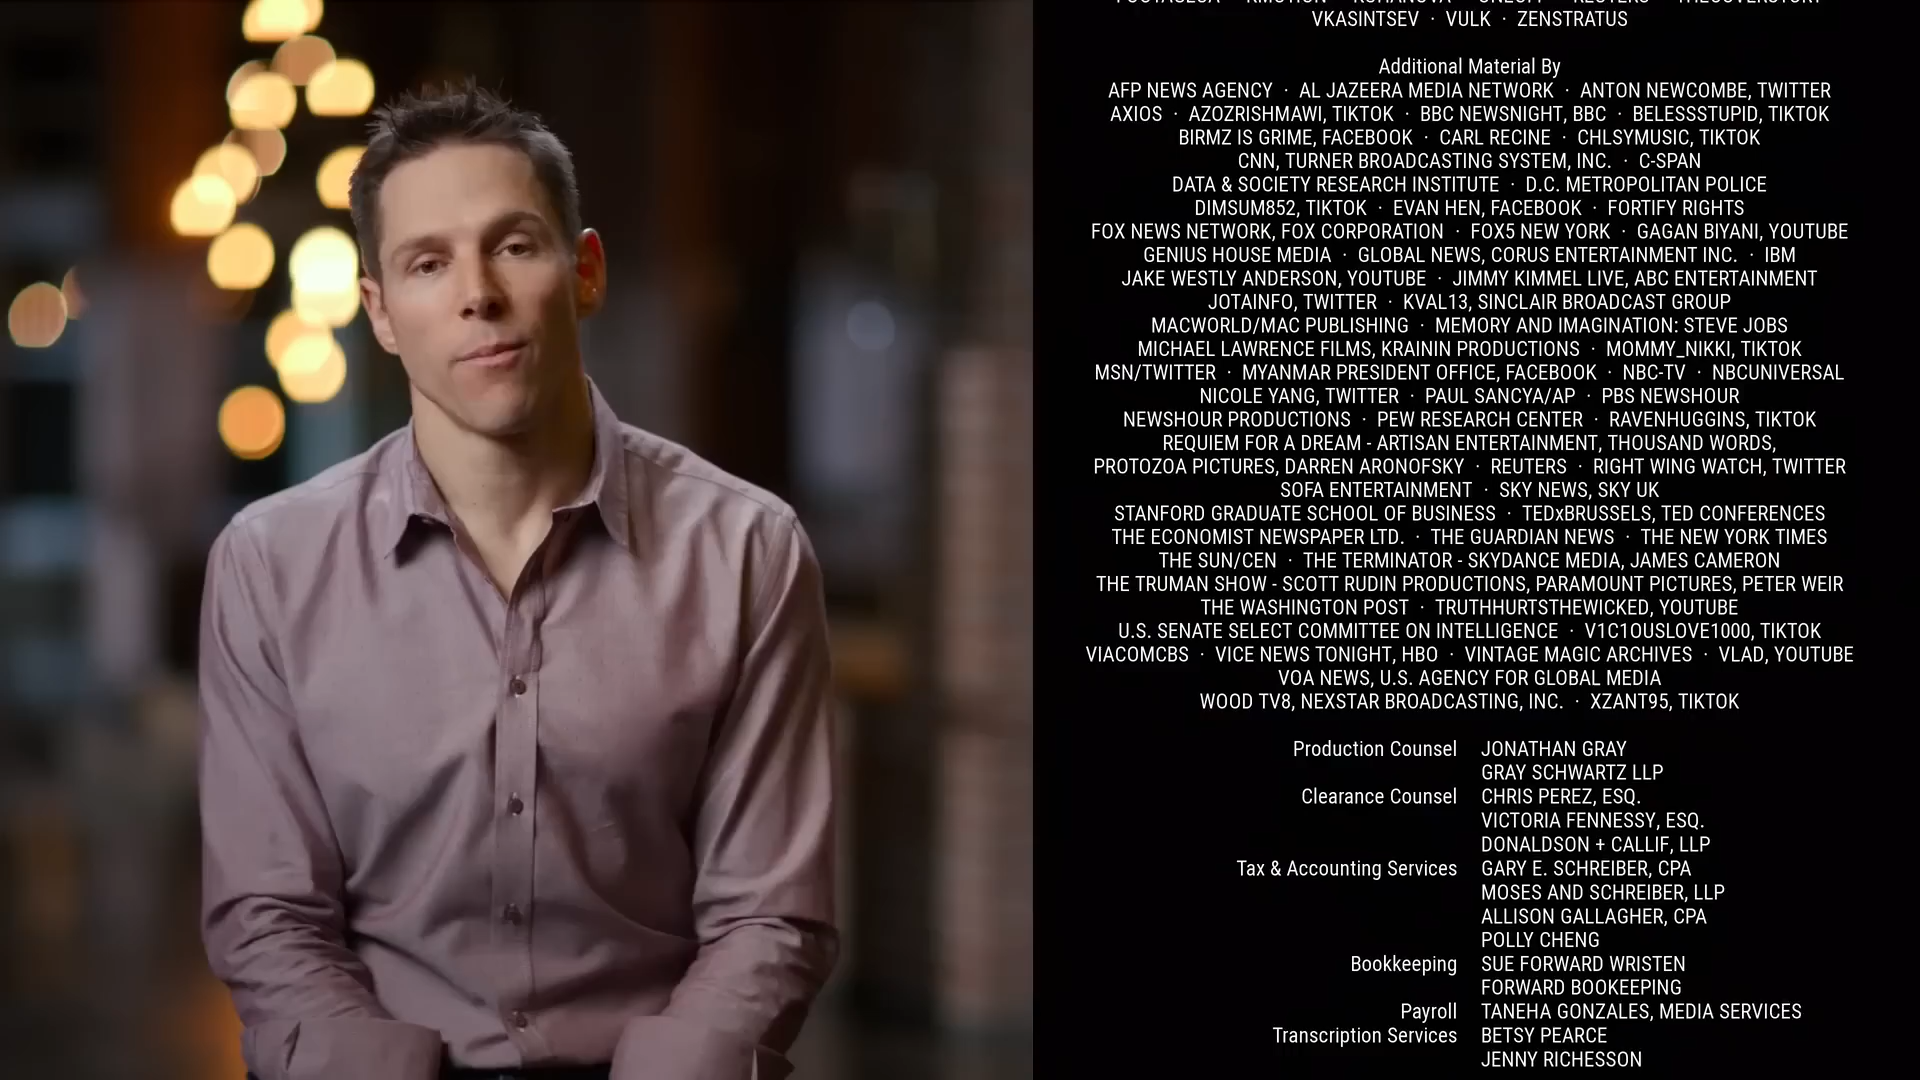 VKASINTSEV · VULK · ZENSTRATUS
Additional Material By
AFP NEWS AGENCY · AL JAZEERA MEDIA NETWORK · ANTON NEWCOMBE, TWITTER
AXIOS · AZOZRISHMAWI, TIKTOK · BBC NEWSNIGHT, BBC · BELESSSTUPID, TIKTOK
BIRMZ IS GRIME, FACEBOOK · CARL RECINE · CHLSYMUSIC, TIKTOK
CNN, TURNER BROADCASTING SYSTEM, INC. · C-SPAN
DATA & SOCIETY RESEARCH INSTITUTE · D.C. METROPOLITAN POLICE
DIMSUM852, TIKTOK · EVAN HEN, FACEBOOK · FORTIFY RIGHTS
FOX NEWS NETWORK, FOX CORPORATION · FOX5 NEW YORK · GAGAN BIYANI, YOUTUBE
GENIUS HOUSE MEDIA · GLOBAL NEWS, CORUS ENTERTAINMENT INC. · IBM
JAKE WESTLY ANDERSON, YOUTUBE · JIMMY KIMMEL LIVE, ABC ENTERTAINMENT
JOTAINFO, TWITTER · KVAL13, SINCLAIR BROADCAST GROUP
MACWORLD/MAC PUBLISHING · MEMORY AND IMAGINATION: STEVE JOBS
MICHAEL LAWRENCE FILMS, KRAININ PRODUCTIONS · MOMMY_NIKKI, TIKTOK
MSN/TWITTER · MYANMAR PRESIDENT OFFICE, FACEBOOK · NBC-TV · NBCUNIVERSAL
NICOLE YANG, TWITTER · PAUL SANCYA/AP · PBS NEWSHOUR
NEWSHOUR PRODUCTIONS · PEW RESEARCH CENTER · RAVENHUGGINS, TIKTOK
REQUIEM FOR A DREAM - ARTISAN ENTERTAINMENT, THOUSAND WORDS,
PROTOZOA PICTURES, DARREN ARONOFSKY · REUTERS · RIGHT WING WATCH, TWITTER
SOFA ENTERTAINMENT · SKY NEWS, SKY UK
STANFORD GRADUATE SCHOOL OF BUSINESS · TEDxBRUSSELS, TED CONFERENCES
THE ECONOMIST NEWSPAPER LTD. · THE GUARDIAN NEWS · THE NEW YORK TIMES
THE SUN/CEN · THE TERMINATOR - SKYDANCE MEDIA, JAMES CAMERON
THE TRUMAN SHOW - SCOTT RUDIN PRODUCTIONS, PARAMOUNT PICTURES, PETER WEIR
THE WASHINGTON POST · TRUTHHURTSTHEWICKED, YOUTUBE
U.S. SENATE SELECT COMMITTEE ON INTELLIGENCE · V1C1OUSLOVE1000, TIKTOK
VIACOMCBS · VICE NEWS TONIGHT, HBO · VINTAGE MAGIC ARCHIVES · VLAD, YOUTUBE
VOA NEWS, U.S. AGENCY FOR GLOBAL MEDIA
WOOD TV8, NEXSTAR BROADCASTING, INC. · XZANT95, TIKTOK
Production Counsel JONATHAN GRAY
GRAY SCHWARTZ LLP
Clearance Counsel CHRIS PEREZ, ESQ.
VICTORIA FENNESSY, ESQ.
DONALDSON + CALLIF, LLP
Tax & Accounting Services GARY E. SCHREIBER, CPA
MOSES AND SCHREIBER, LLP
ALLISON GALLAGHER, CPA
POLLY CHENG
Bookkeeping SUE FORWARD WRISTEN
FORWARD BOOKEEPING
Payroll TANEHA GONZALES, MEDIA SERVICES
Transcription Services BETSY PEARCE
JENNY RICHESSON